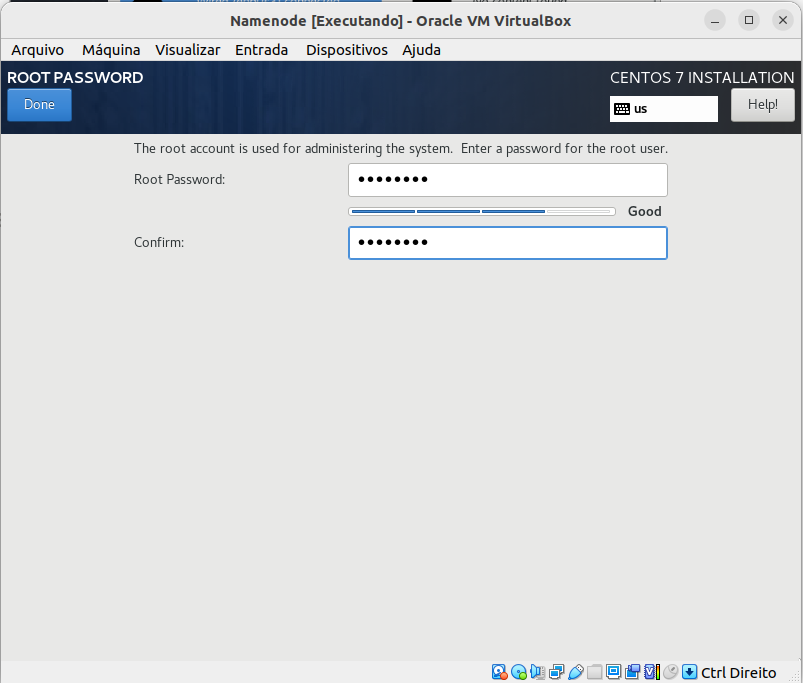 Namenode [Executando] - Oracle VM VirtualBox
Arquivo Máquina Visualizar Entrada Dispositivos Ajuda
ROOT PASSWORD
CENTOS 7 INSTALLATION
Done
us
Help!
The root account is used for administering the system.  Enter a password for the root user.
Root Password: ••••••••
Good
Confirm: ••••••••
Ctrl Direito